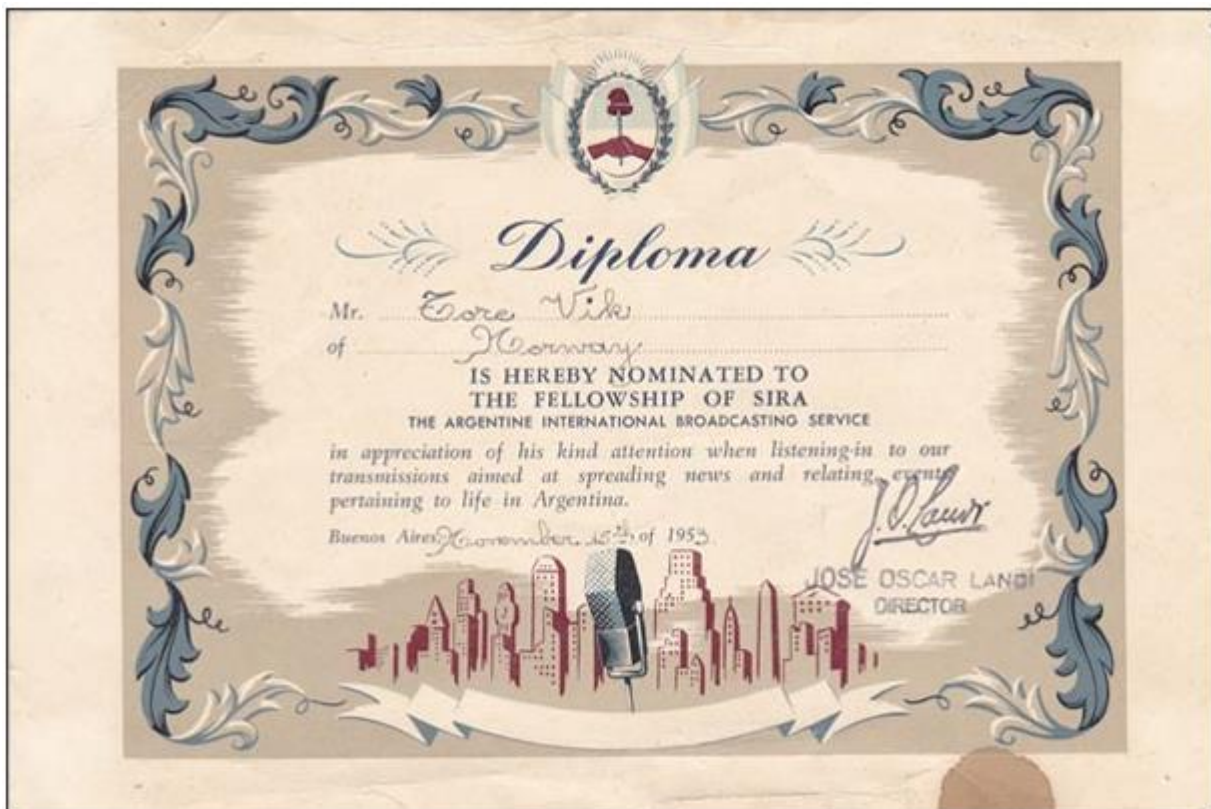 Diploma
Mr. Tore Vik
of Norway
IS HEREBY NOMINATED TO
THE FELLOWSHIP OF SIRA
THE ARGENTINE INTERNATIONAL BROADCASTING SERVICE
in appreciation of his kind attention when listening-in to our
transmissions aimed at spreading news and relating events
pertaining to life in Argentina.
Buenos Aires, November 15th of 1953.
J. O. Landi
JOSE OSCAR LANDI
DIRECTOR